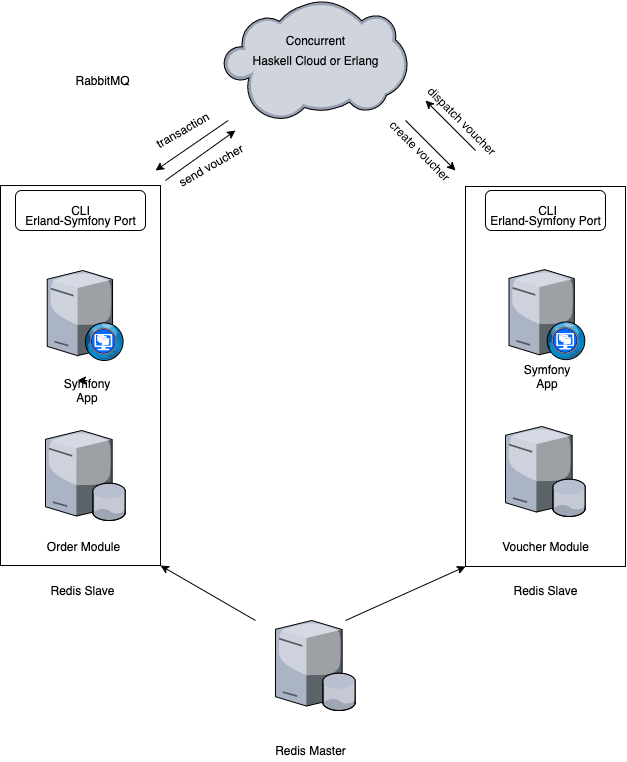 Concurrent
Haskell Cloud or Erlang
RabbitMQ
transaction
send voucher
dispatch voucher
create voucher
CLI
Erland-Symfony Port
CLI
Erland-Symfony Port
Symfony
App
Symfony
App
Order Module
Voucher Module
Redis Slave
Redis Slave
Redis Master